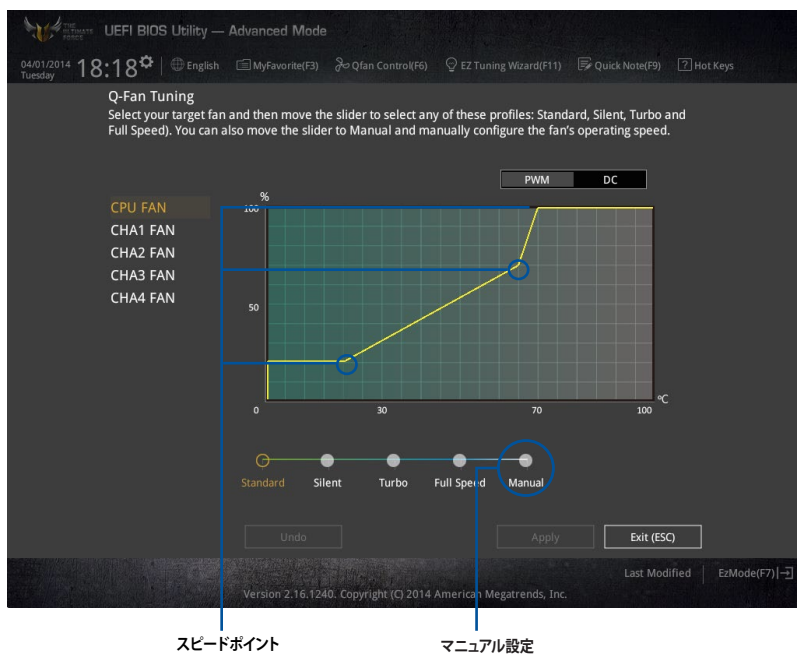 THE ULTIMATE FORCE
UEFI BIOS Utility — Advanced Mode
04/01/2014 Tuesday 18:18 English MyFavorite(F3) Qfan Control(F6) EZ Tuning Wizard(F11) Quick Note(F9) ? Hot Keys
Q-Fan Tuning
Select your target fan and then move the slider to select any of these profiles: Standard, Silent, Turbo and
Full Speed). You can also move the slider to Manual and manually configure the fan's operating speed.
PWM DC
CPU FAN
CHA1 FAN
CHA2 FAN
CHA3 FAN
CHA4 FAN
%
100
50
0 30 70 100 ºC
Standard Silent Turbo Full Speed Manual
Undo Apply Exit (ESC)
Last Modified EzMode(F7)
Version 2.16.1240. Copyright (C) 2014 American Megatrends, Inc.
スピードポイント マニュアル設定